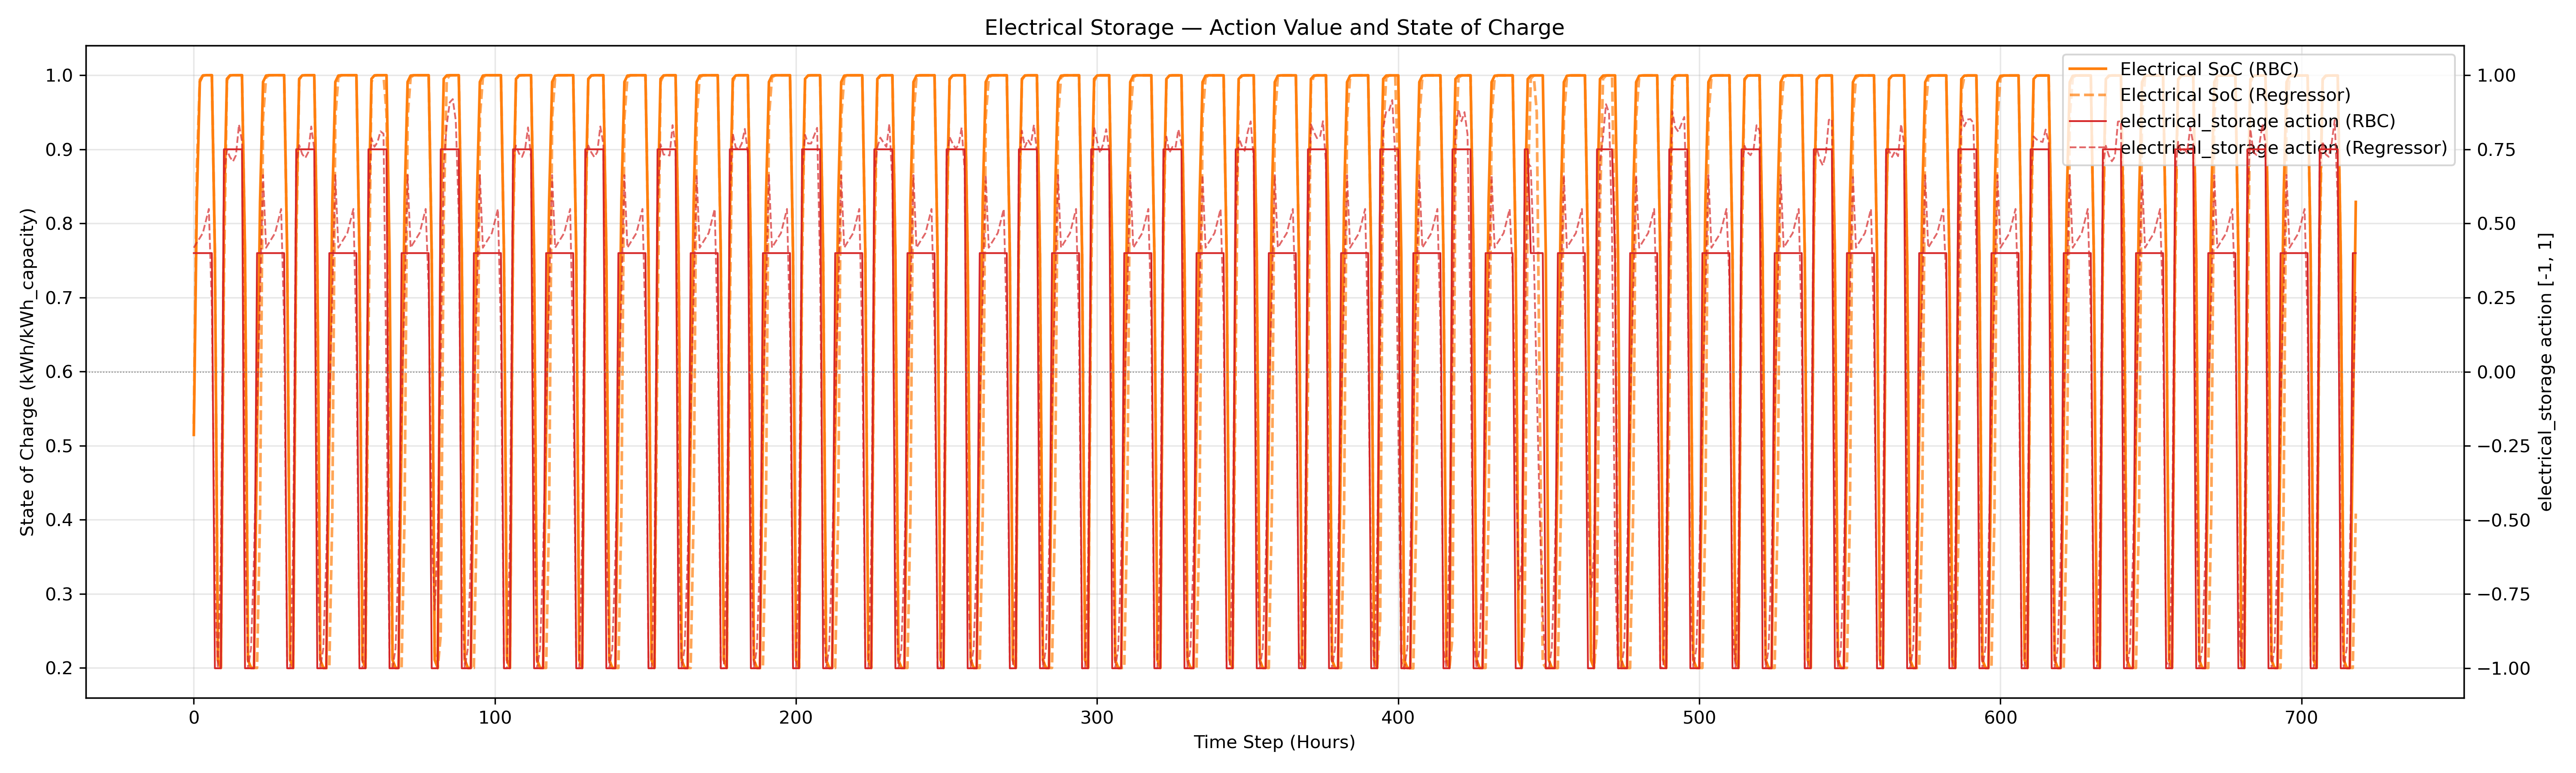 Electrical Storage — Action Value and State of Charge
State of Charge (kWh/kWh_capacity)
1.0
0.9
0.8
0.7
0.6
0.5
0.4
0.3
0.2
Electrical SoC (RBC)
Electrical SoC (Regressor)
electrical_storage action (RBC)
electrical_storage action (Regressor)
1.00
0.75
0.50
0.25
0.00
−0.25
−0.50
−0.75
−1.00
electrical_storage action [-1, 1]
0 100 200 300 400 500 600 700
Time Step (Hours)